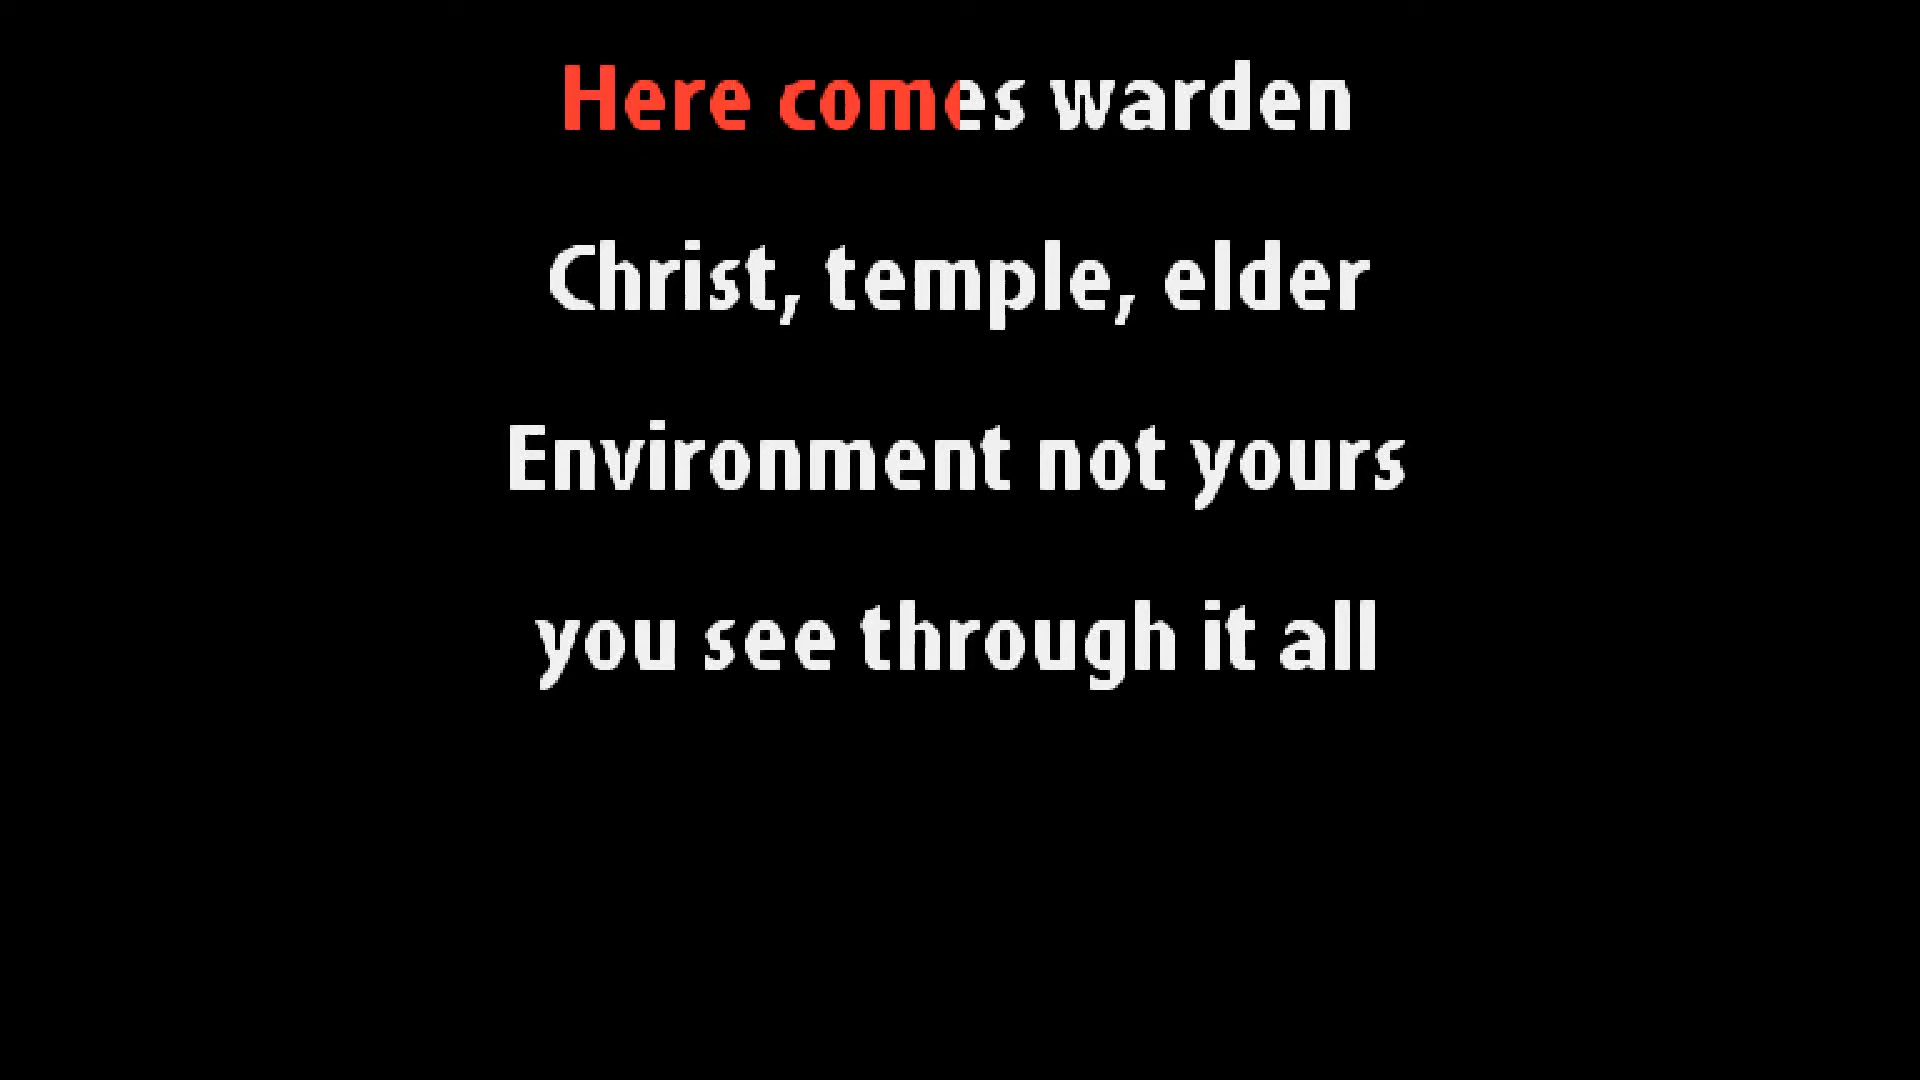 Here comes warden
Christ, temple, elder
Environment not yours
you see through it all